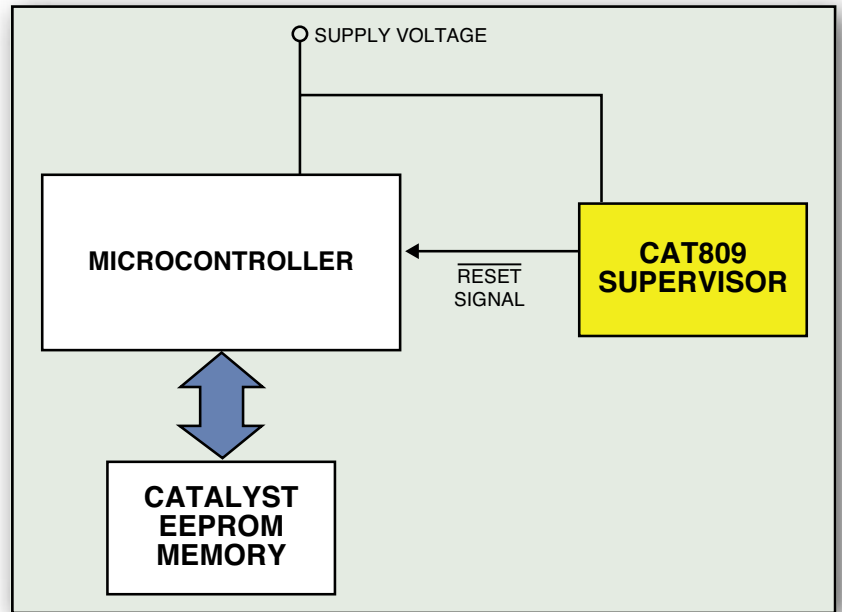 SUPPLY VOLTAGE
MICROCONTROLLER
RESET
SIGNAL
CAT809
SUPERVISOR
CATALYST
EEPROM
MEMORY